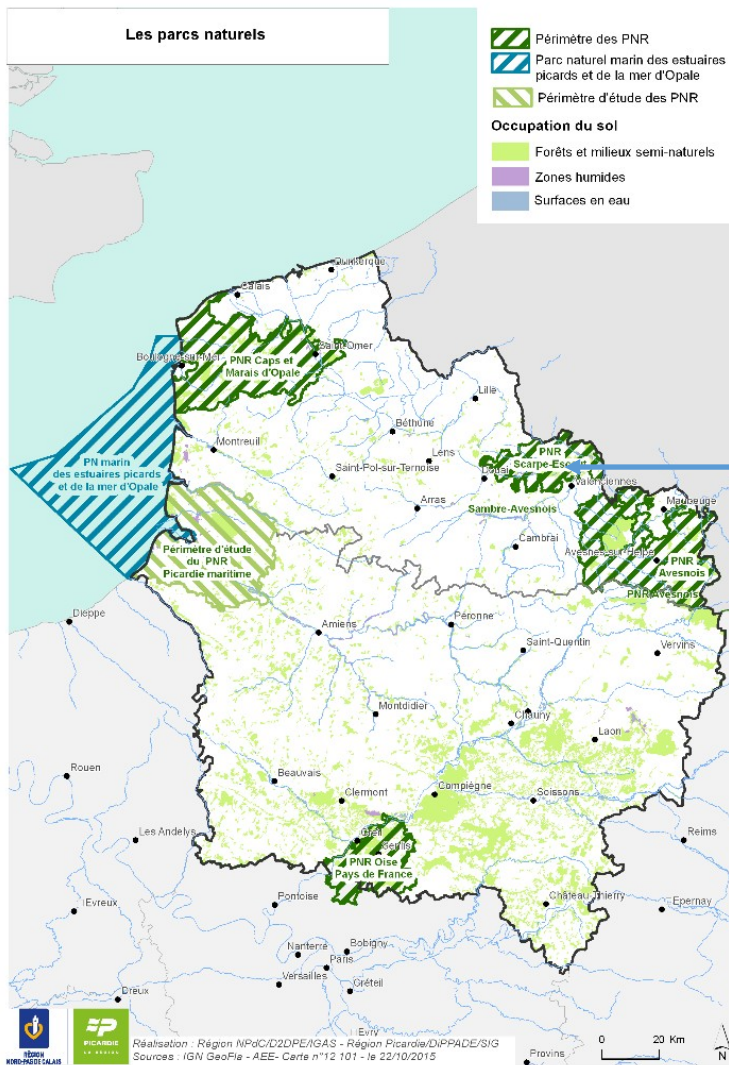 Les parcs naturels
Périmètre des PNR
Parc naturel marin des estuaires
picards et de la mer d'Opale
Périmètre d'étude des PNR
Occupation du sol
Forêts et milieux semi-naturels
Zones humides
Surfaces en eau
Dunkerque
Calais
Saint-Omer
Boulogne-sur-Mer
PNR Caps et
Marais d'Opale
Lille
Béthune
Montreuil
Lens
PNR
Scarpe-Escaut
Douai
Valenciennes
PN marin
des estuaires picards
et de la mer d'Opale
Saint-Pol-sur-Ternoise
Arras
Sambre-Avesnois
Maubeuge
Cambrai
Avesnes-sur-Helpe
Périmètre d'étude
du PNR
Picardie maritime
PNR
Avesnois
PNR Avesnois
Dieppe
Amiens
Péronne
Saint-Quentin
Vervins
Montdidier
Chauny
Laon
Rouen
Beauvais
Clermont
Compiègne
Soissons
Les Andelys
Creil
Senlis
Reims
PNR Oise
Pays de France
Château-Thierry
Evreux
Pontoise
Epernay
Nanterre
Bobigny
Paris
Versailles
Créteil
Dreux
Evry
Provins
0 20 Km
N
RÉGION
NORD-PAS DE CALAIS
PICARDIE
LA RÉGION
Réalisation : Région NPdC/D2DPE/IGAS - Région Picardie/DiPPADE/SIG
Sources : IGN GeoFla - AEE- Carte n°12 101 - le 22/10/2015